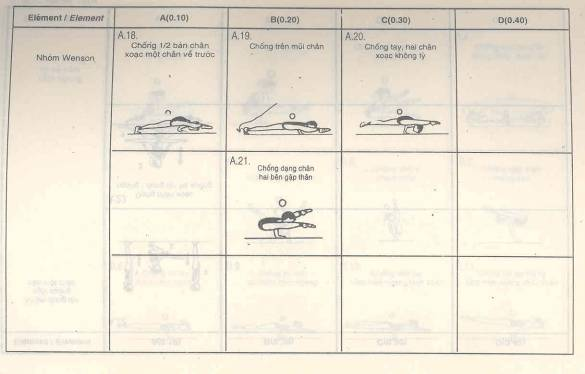 Elément / Element A(0.10) B(0.20) C(0.30) D(0.40)
Nhóm Wenson
A.18.
Chống 1/2 bàn chân
xoạc một chân về trước
A.19.
Chống trên mũi chân
A.20.
Chống tay, hai chân
xoạc không tỳ
A.21.
Chống dạng chân
hai bên gập thân